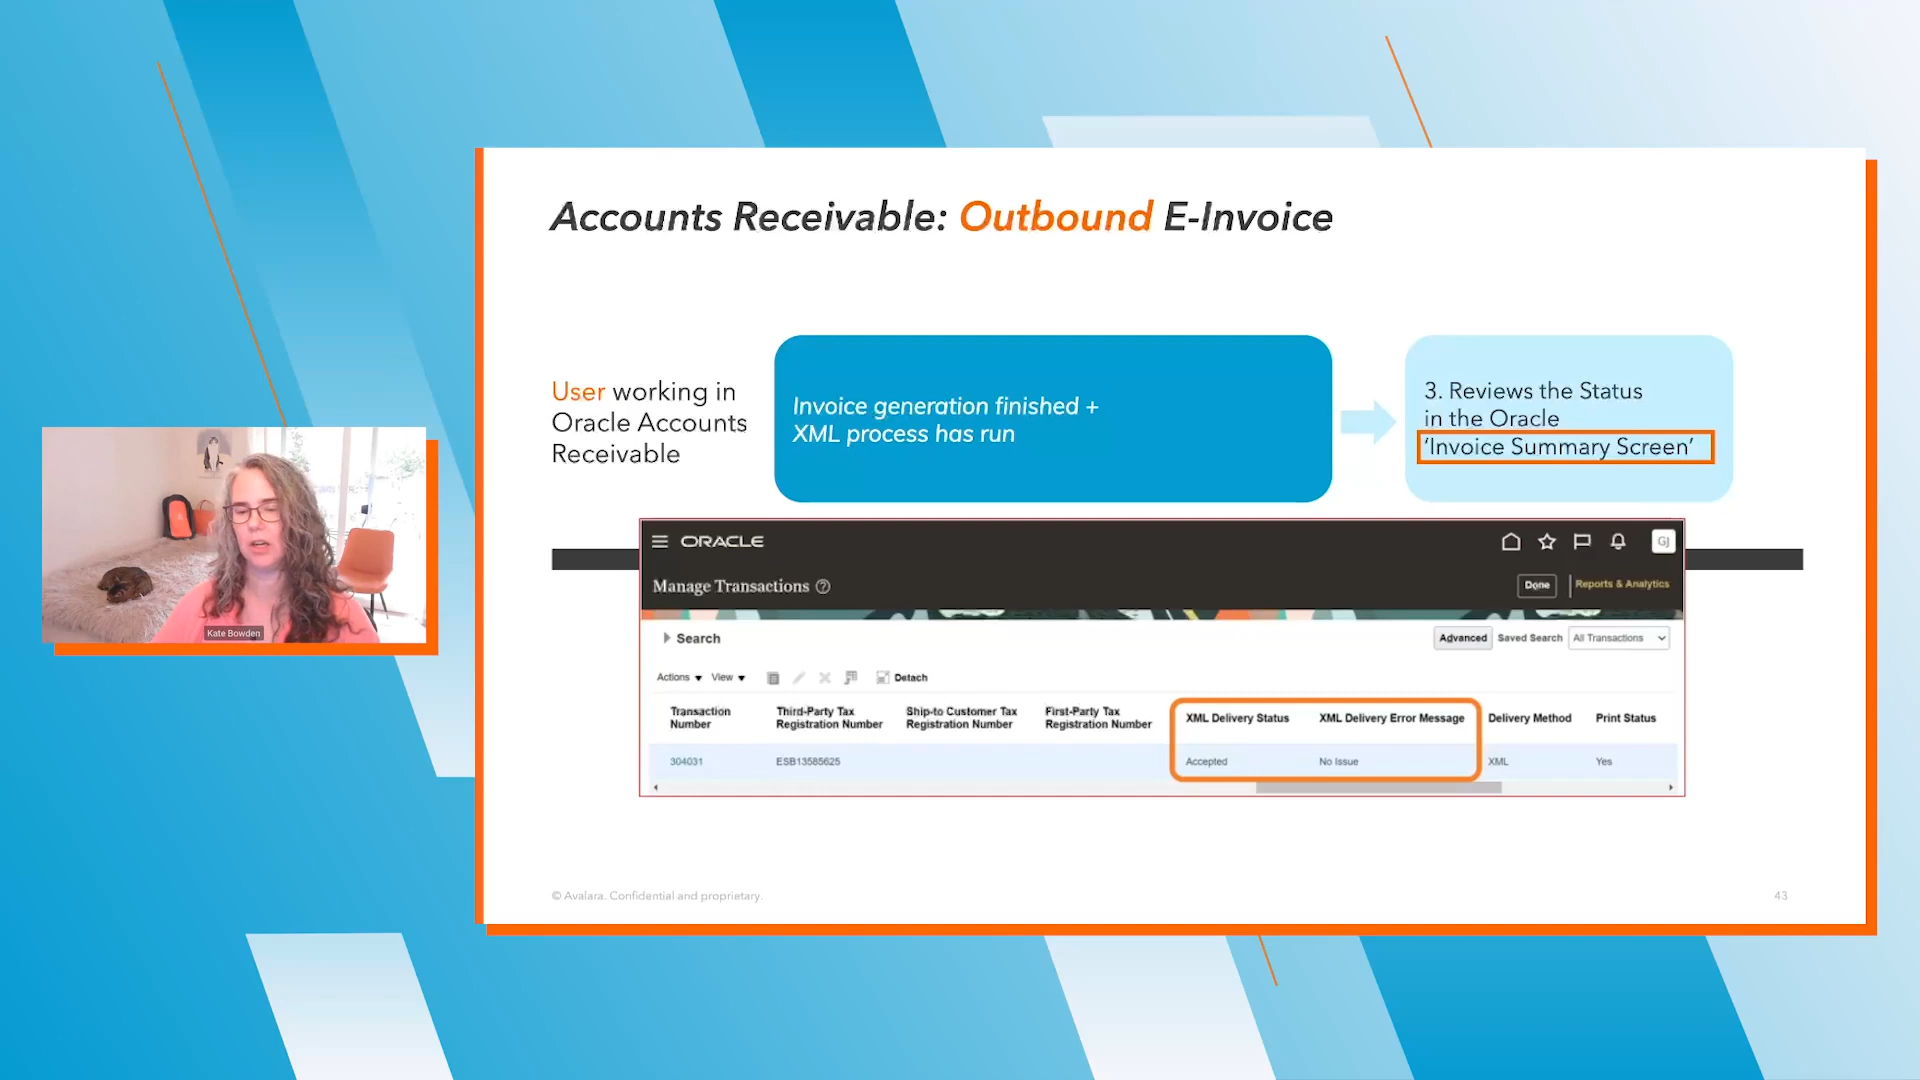 Accounts Receivable: Outbound E-Invoice
User working in
Oracle Accounts
Receivable
Invoice generation finished +
XML process has run
3. Reviews the Status
in the Oracle
‘Invoice Summary Screen’
ORACLE
GJ
Manage Transactions ?
Done
Reports & Analytics
Search
Advanced Saved Search All Transactions
Actions View Detach
Transaction
Number
Third-Party Tax
Registration Number
Ship-to Customer Tax
Registration Number
First-Party Tax
Registration Number
XML Delivery Status
XML Delivery Error Message
Delivery Method
Print Status
304031 ESB13585625 Accepted No Issue XML Yes
Kate Bowden
© Avalara. Confidential and proprietary.
43